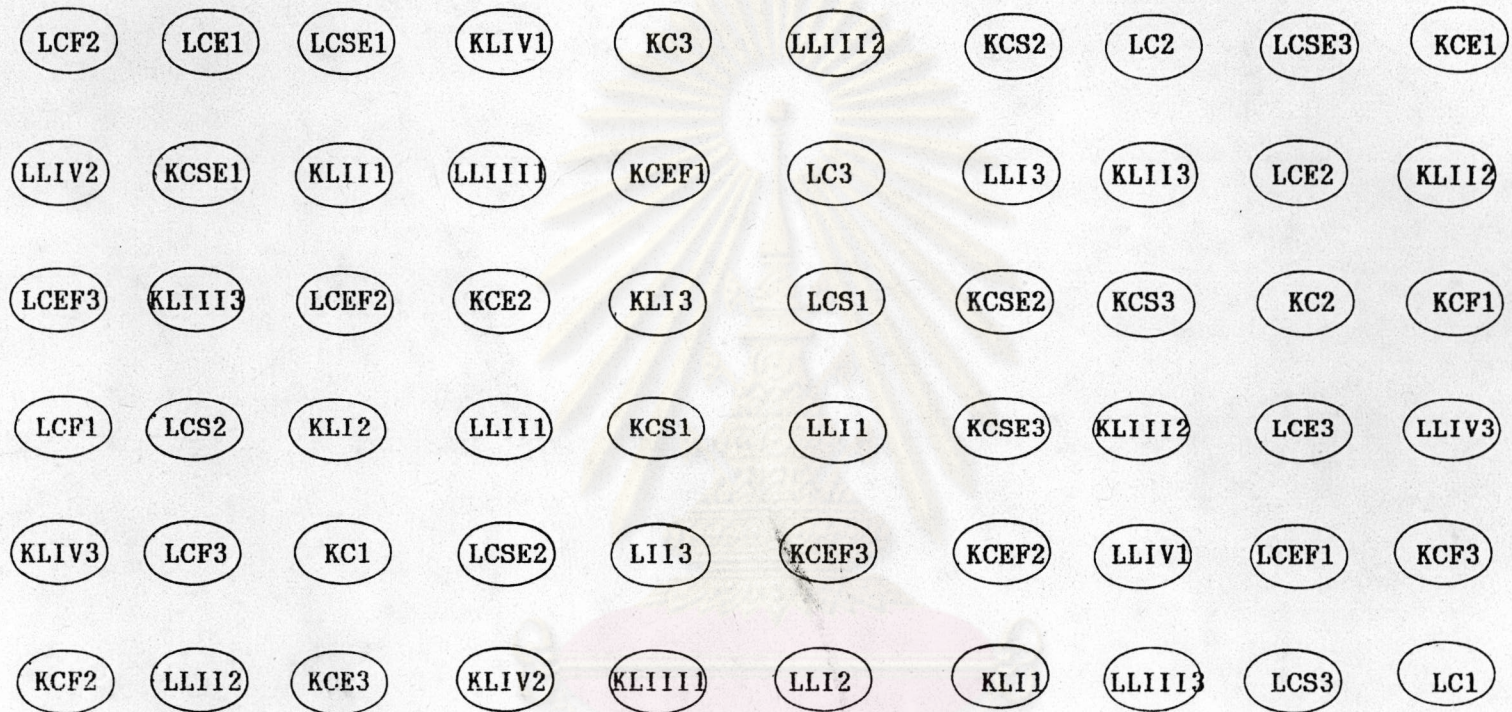 LCF2 LCE1 LCSE1 KLIV1 KC3 LLIII2 KCS2 LC2 LCSE3 KCE1
LLIV2 KCSE1 KLII1 LLIII1 KCEF1 LC3 LLI3 KLII3 LCE2 KLII2
LCEF3 KLIII3 LCEF2 KCE2 KLI3 LCS1 KCSE2 KCS3 KC2 KCF1
LCF1 LCS2 KLI2 LLII1 KCS1 LLI1 KCSE3 KLIII2 LCE3 LLIV3
KLIV3 LCF3 KC1 LCSE2 LII3 KCEF3 KCEF2 LLIV1 LCEF1 KCF3
KCF2 LLII2 KCE3 KLIV2 KLIII1 LLI2 KLI1 LLIII3 LCS3 LC1